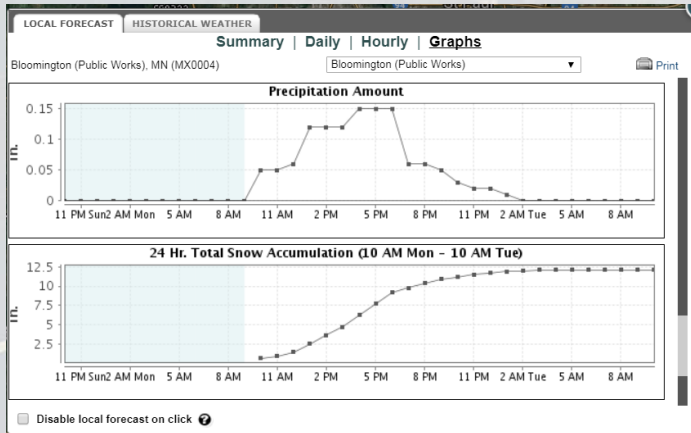 LOCAL FORECAST HISTORICAL WEATHER
Summary | Daily | Hourly | Graphs
Bloomington (Public Works), MN (MX0004) Bloomington (Public Works) ▼ Print
Precipitation Amount
0.15
0.1
0.05
0
in.
11 PM Sun 2 AM Mon 5 AM 8 AM 11 AM 2 PM 5 PM 8 PM 11 PM 2 AM Tue 5 AM 8 AM
24 Hr. Total Snow Accumulation (10 AM Mon - 10 AM Tue)
12.5
10
7.5
5
2.5
in.
11 PM Sun 2 AM Mon 5 AM 8 AM 11 AM 2 PM 5 PM 8 PM 11 PM 2 AM Tue 5 AM 8 AM
Disable local forecast on click ?